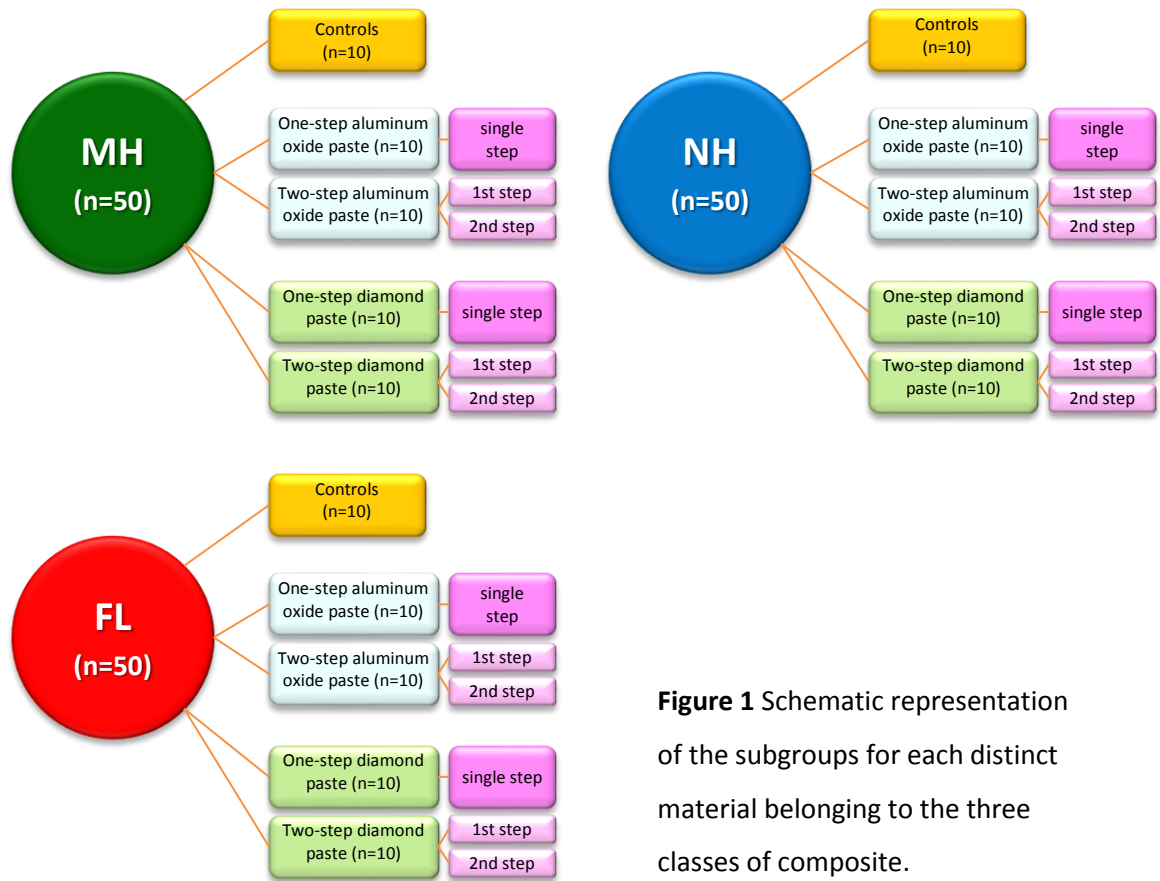 MH
(n=50)
Controls
(n=10)
One-step aluminum
oxide paste (n=10)
single
step
Two-step aluminum
oxide paste (n=10)
1st step
2nd step
One-step diamond
paste (n=10)
single step
Two-step diamond
paste (n=10)
1st step
2nd step
NH
(n=50)
Controls
(n=10)
One-step aluminum
oxide paste (n=10)
single
step
Two-step aluminum
oxide paste (n=10)
1st step
2nd step
One-step diamond
paste (n=10)
single step
Two-step diamond
paste (n=10)
1st step
2nd step
FL
(n=50)
Controls
(n=10)
One-step aluminum
oxide paste (n=10)
single
step
Two-step aluminum
oxide paste (n=10)
1st step
2nd step
One-step diamond
paste (n=10)
single step
Two-step diamond
paste (n=10)
1st step
2nd step
Figure 1 Schematic representation
of the subgroups for each distinct
material belonging to the three
classes of composite.